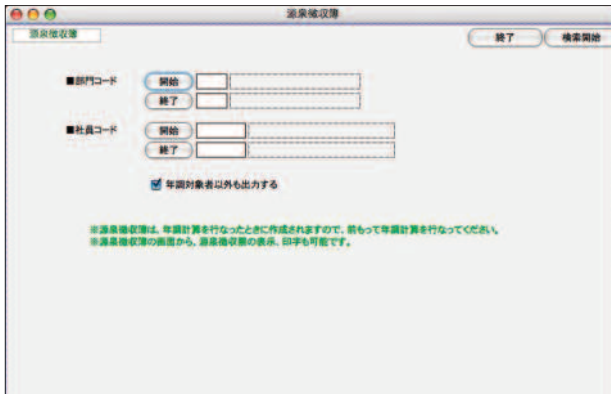 源泉徴収簿
源泉徴収簿
終了
検索開始
■部門コード
開始
終了
■社員コード
開始
終了
年調対象者以外も出力する
※源泉徴収簿は、年調計算を行なったときに作成されますので、前もって年調計算を行なってください。
※源泉徴収簿の画面から、源泉徴収票の表示、印字も可能です。